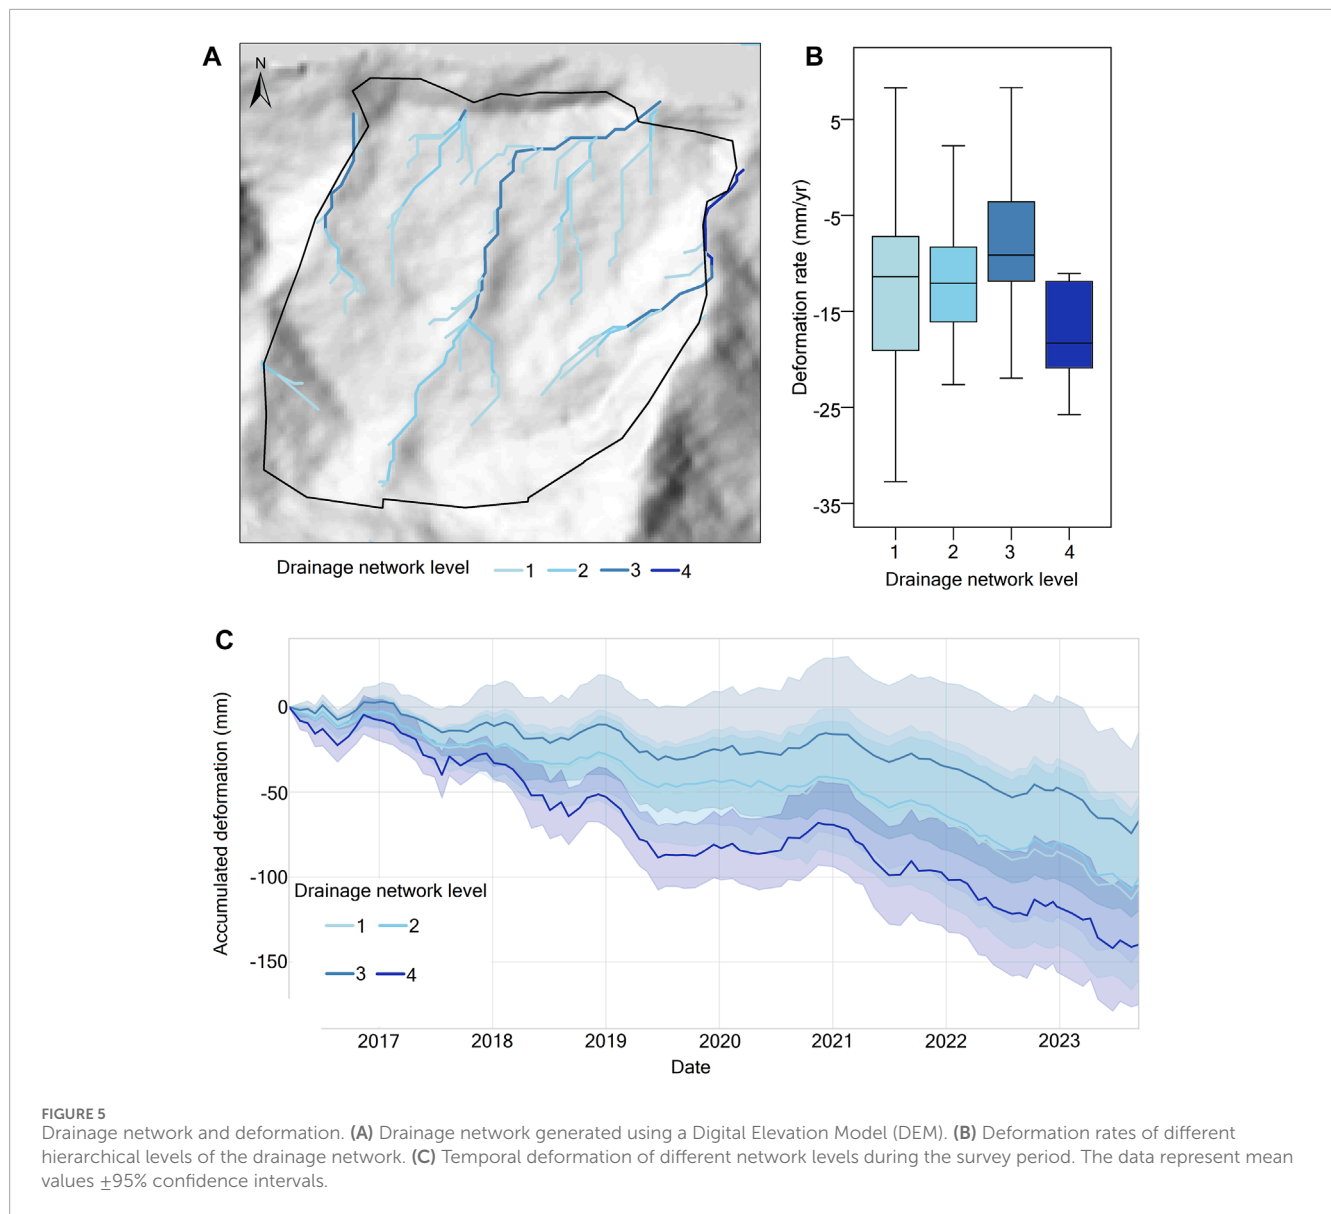 A
N
Drainage network level 1 2 3 4
B
Deformation rate (mm/yr)
5
-5
-15
-25
-35
1 2 3 4
Drainage network level
C
Accumulated deformation (mm)
0
-50
-100
-150
Drainage network level
1 2
3 4
2017 2018 2019 2020 2021 2022 2023
Date
FIGURE 5
Drainage network and deformation. (A) Drainage network generated using a Digital Elevation Model (DEM). (B) Deformation rates of different
hierarchical levels of the drainage network. (C) Temporal deformation of different network levels during the survey period. The data represent mean
values ±95% confidence intervals.